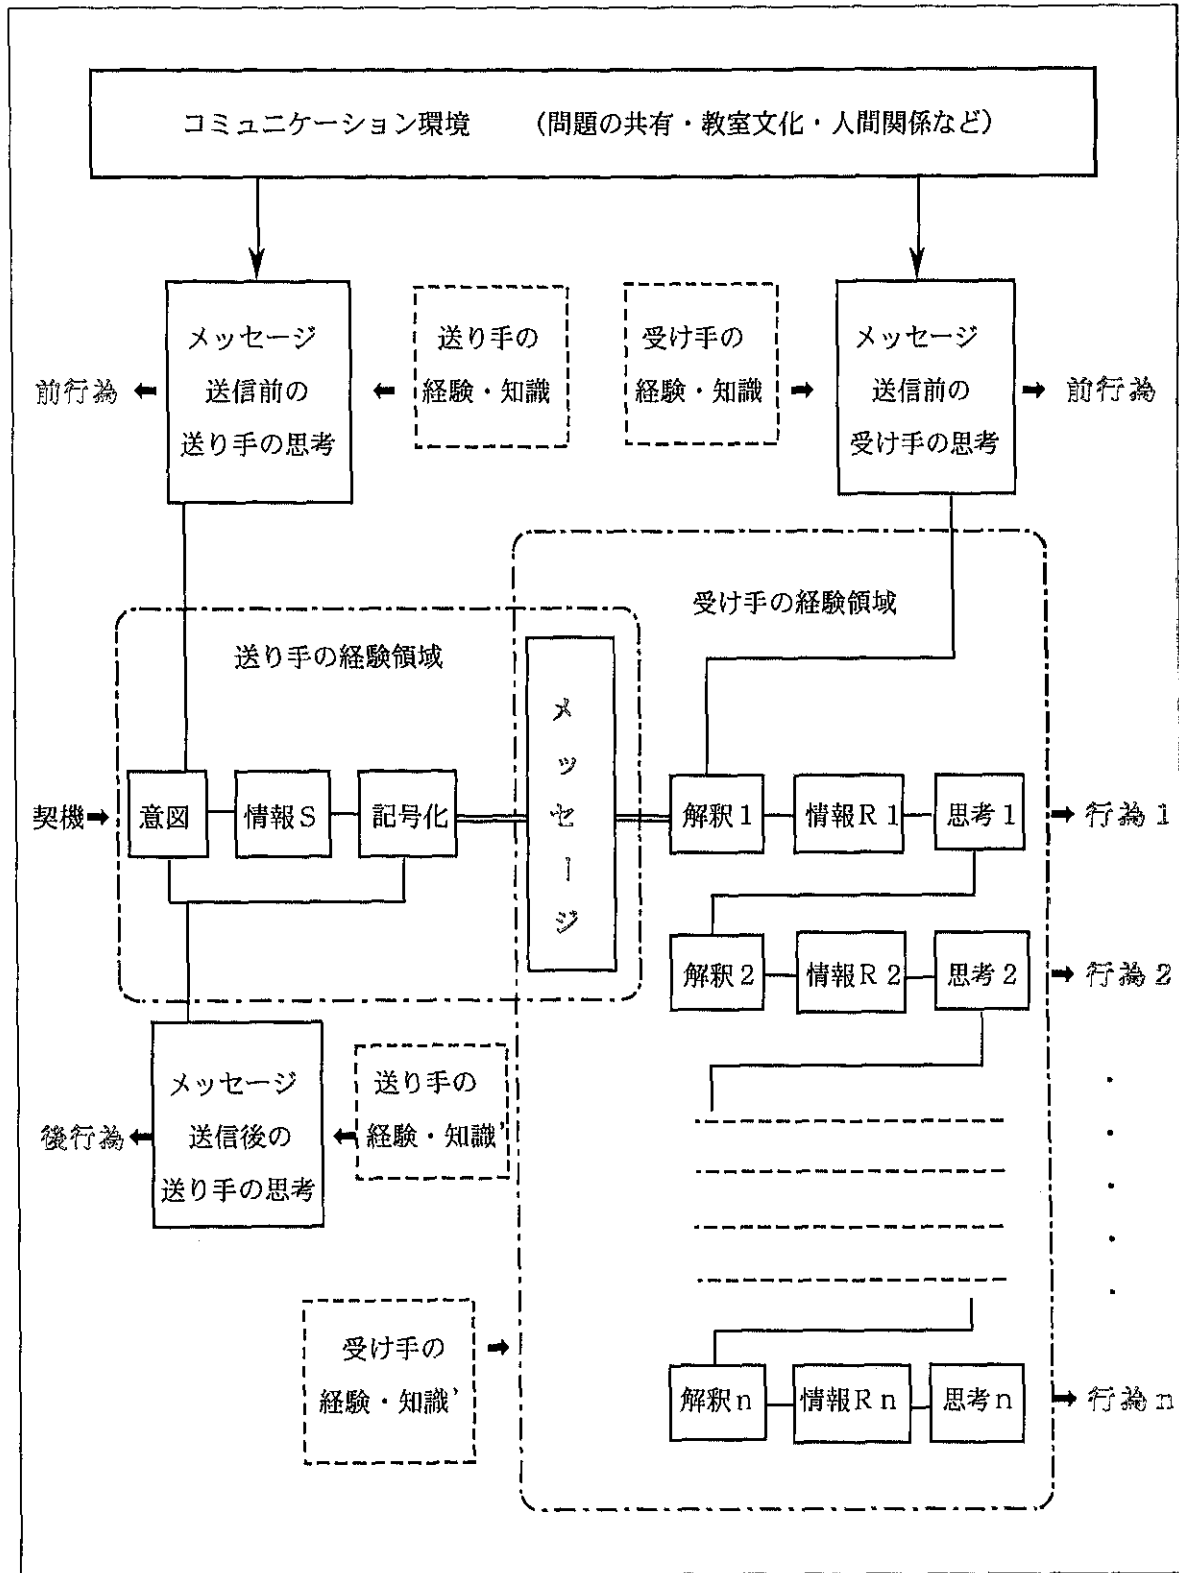 コミュニケーション環境　（問題の共有・教室文化・人間関係など）
メッセージ
送信前の
送り手の思考
前行為
送り手の
経験・知識
受け手の
経験・知識
メッセージ
送信前の
受け手の思考
前行為
受け手の経験領域
送り手の経験領域
メッセージ
契機
意図
情報S
記号化
解釈1
情報R1
思考1
行為1
解釈2
情報R2
思考2
行為2
メッセージ
送信後の
送り手の思考
後行為
送り手の
経験・知識'
受け手の
経験・知識'
解釈n
情報Rn
思考n
行為n